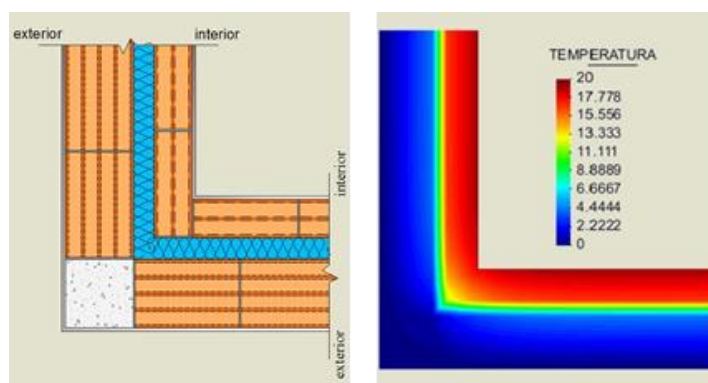 exterior
interior
interior
exterior
TEMPERATURA
20
17.778
15.556
13.333
11.111
8.8889
6.6667
4.4444
2.2222
0